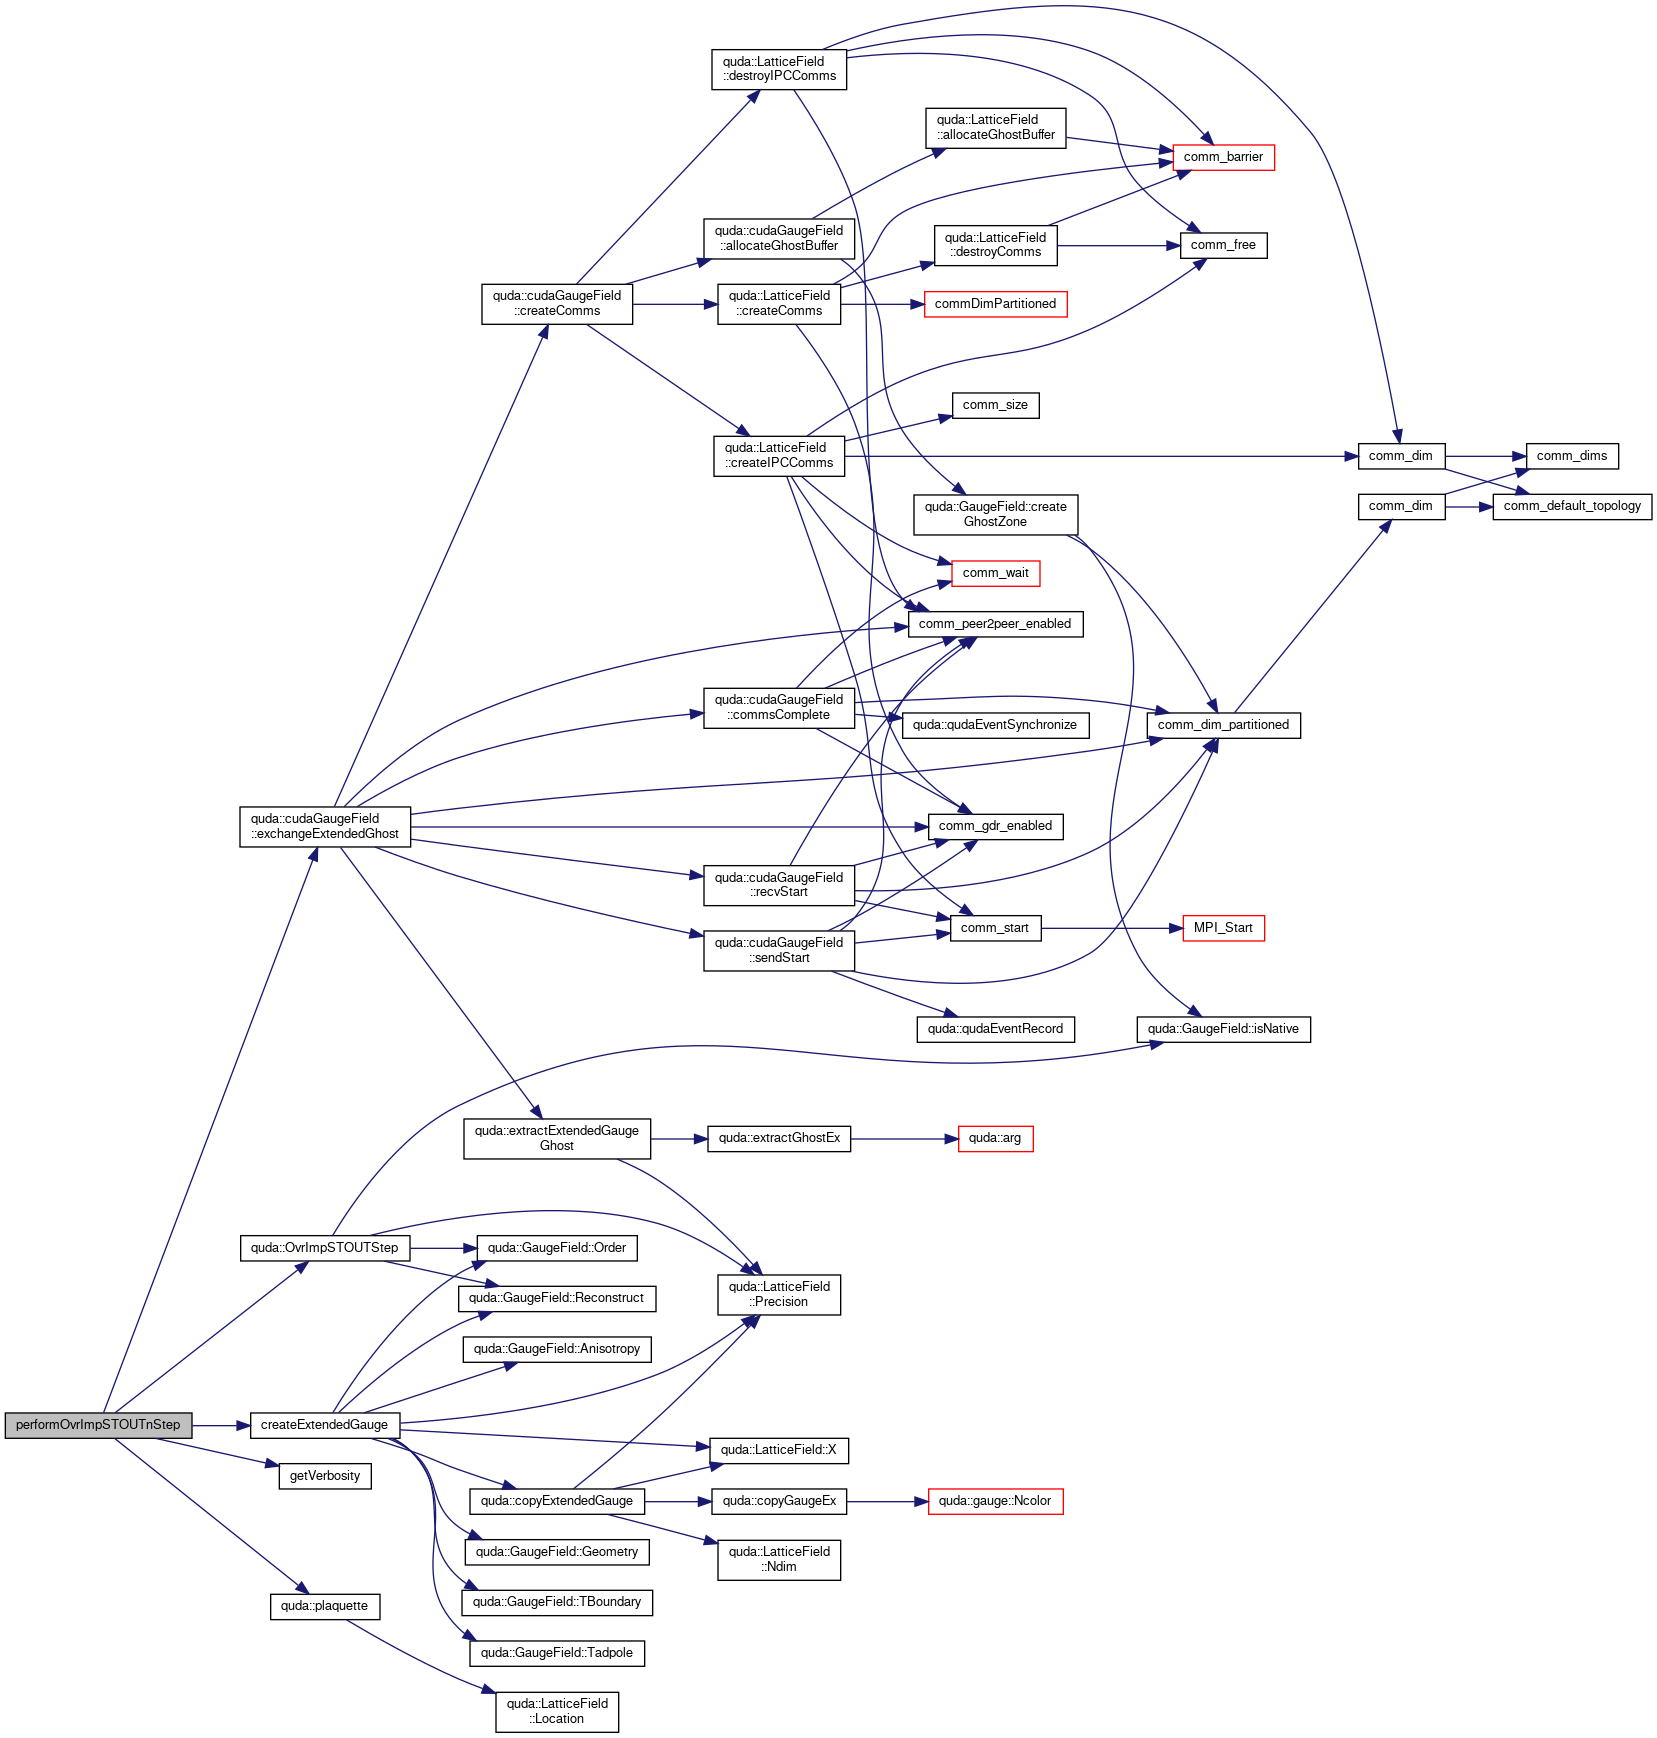 quda::LatticeField
::destroyIPCComms
quda::LatticeField
::allocateGhostBuffer
comm_barrier
quda::cudaGaugeField
::allocateGhostBuffer
quda::LatticeField
::destroyComms
comm_free
quda::cudaGaugeField
::createComms
quda::LatticeField
::createComms
commDimPartitioned
comm_size
quda::LatticeField
::createIPCComms
comm_dim
comm_dims
quda::GaugeField::create
GhostZone
comm_dim
comm_default_topology
comm_wait
comm_peer2peer_enabled
quda::cudaGaugeField
::commsComplete
quda::qudaEventSynchronize
comm_dim_partitioned
quda::cudaGaugeField
::exchangeExtendedGhost
comm_gdr_enabled
quda::cudaGaugeField
::recvStart
comm_start
MPI_Start
quda::cudaGaugeField
::sendStart
quda::qudaEventRecord
quda::GaugeField::isNative
quda::extractExtendedGauge
Ghost
quda::extractGhostEx
quda::arg
quda::OvrImpSTOUTStep
quda::GaugeField::Order
quda::GaugeField::Reconstruct
quda::LatticeField
::Precision
quda::GaugeField::Anisotropy
performOvrImpSTOUTnStep
createExtendedGauge
quda::LatticeField::X
getVerbosity
quda::copyExtendedGauge
quda::copyGaugeEx
quda::gauge::Ncolor
quda::GaugeField::Geometry
quda::LatticeField
::Ndim
quda::plaquette
quda::GaugeField::TBoundary
quda::GaugeField::Tadpole
quda::LatticeField
::Location